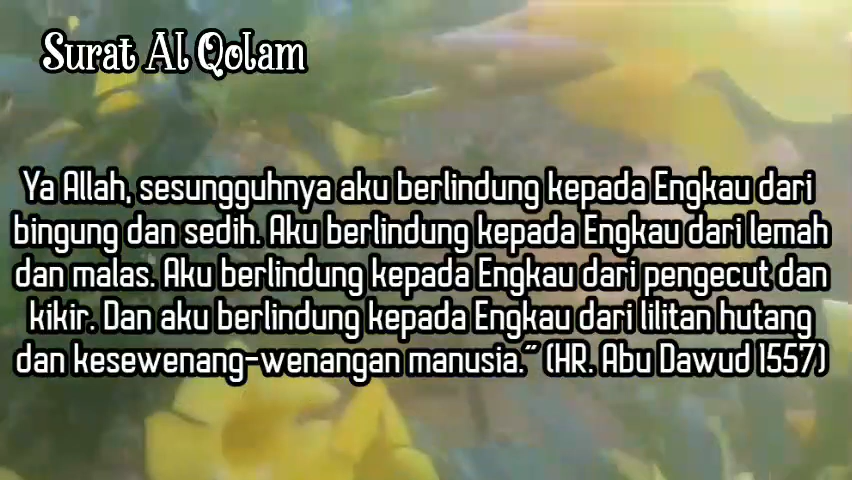 Surat Al Qolam
Ya Allah, sesungguhnya aku berlindung kepada Engkau dari
bingung dan sedih. Aku berlindung kepada Engkau dari lemah
dan malas. Aku berlindung kepada Engkau dari pengecut dan
kikir. Dan aku berlindung kepada Engkau dari lilitan hutang
dan kesewenang-wenangan manusia.” (HR. Abu Dawud 1557)